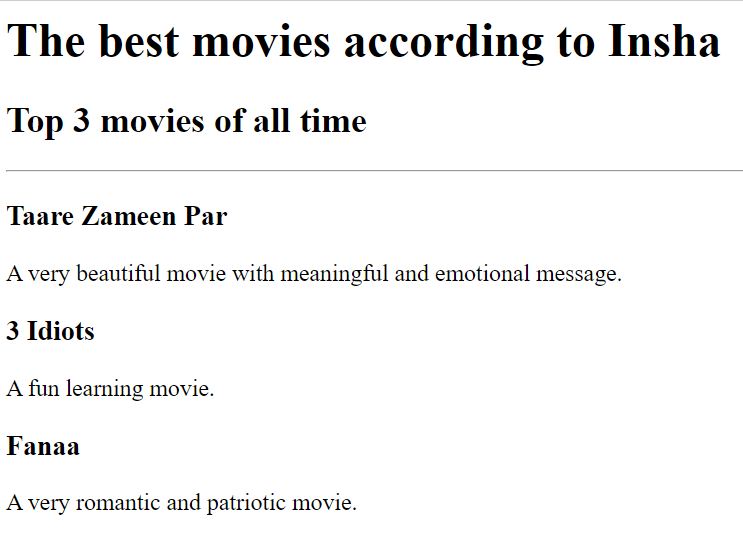 The best movies according to Insha
Top 3 movies of all time
Taare Zameen Par
A very beautiful movie with meaningful and emotional message.
3 Idiots
A fun learning movie.
Fanaa
A very romantic and patriotic movie.